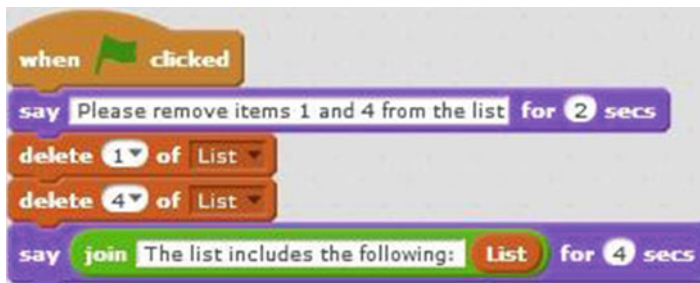 when clicked
say Please remove items 1 and 4 from the list for 2 secs
delete 1 of List
delete 4 of List
say join The list includes the following: List for 4 secs